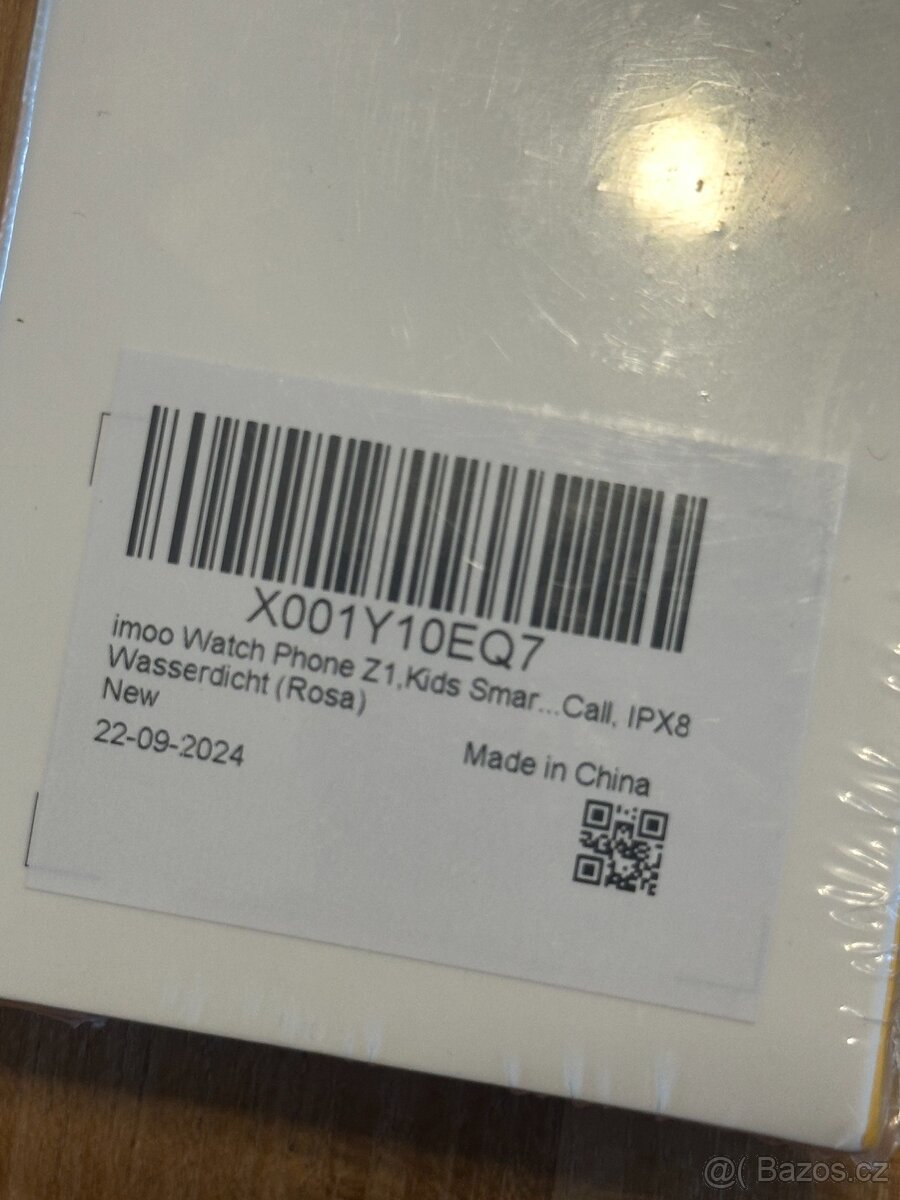 X001Y10EQ7
imoo Watch Phone Z1,Kids Smar...Call, IPX8
Wasserdicht (Rosa)
New
22-09-2024
Made in China
@( Bazos.cz